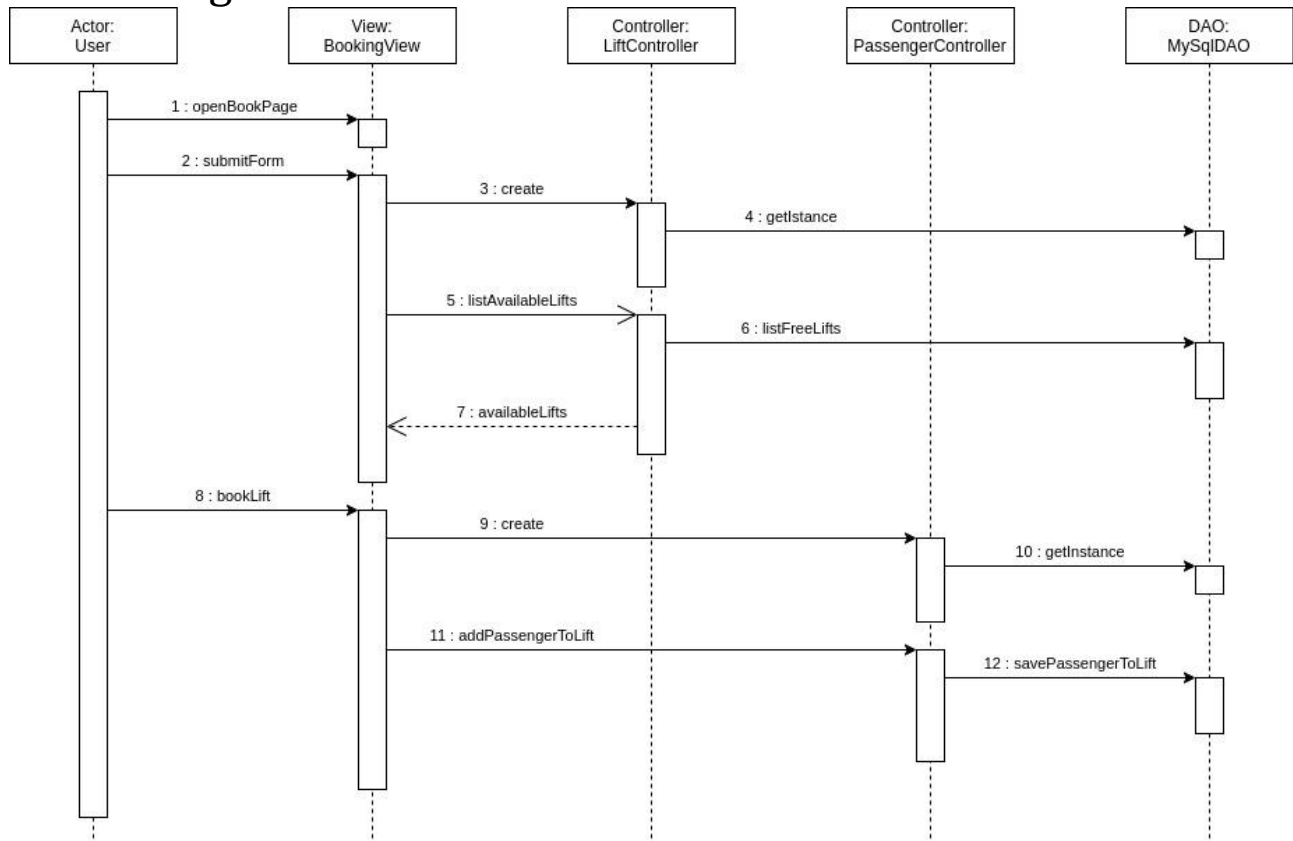 Actor:
User
View:
BookingView
Controller:
LiftController
Controller:
PassengerController
DAO:
MySqlDAO
1 : openBookPage
2 : submitForm
3 : create
4 : getIstance
5 : listAvailableLifts
6 : listFreeLifts
7 : availableLifts
8 : bookLift
9 : create
10 : getInstance
11 : addPassengerToLift
12 : savePassengerToLift